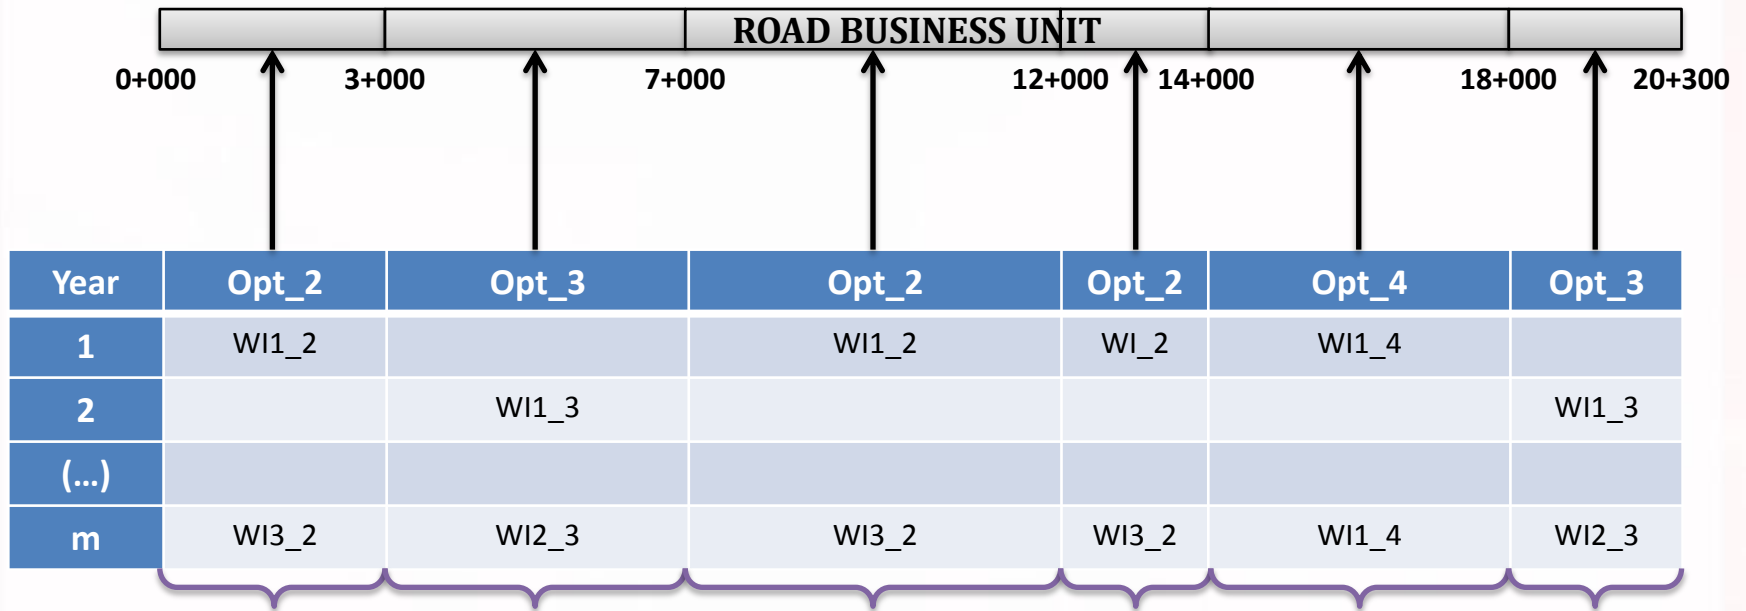 ROAD BUSINESS UNIT
0+000 3+000 7+000 12+000 14+000 18+000 20+300
Year Opt_2 Opt_3 Opt_2 Opt_2 Opt_4 Opt_3
1 WI1_2 WI1_2 WI_2 WI1_4
2 WI1_3 WI1_3
(...)
m WI3_2 WI2_3 WI3_2 WI3_2 WI1_4 WI2_3